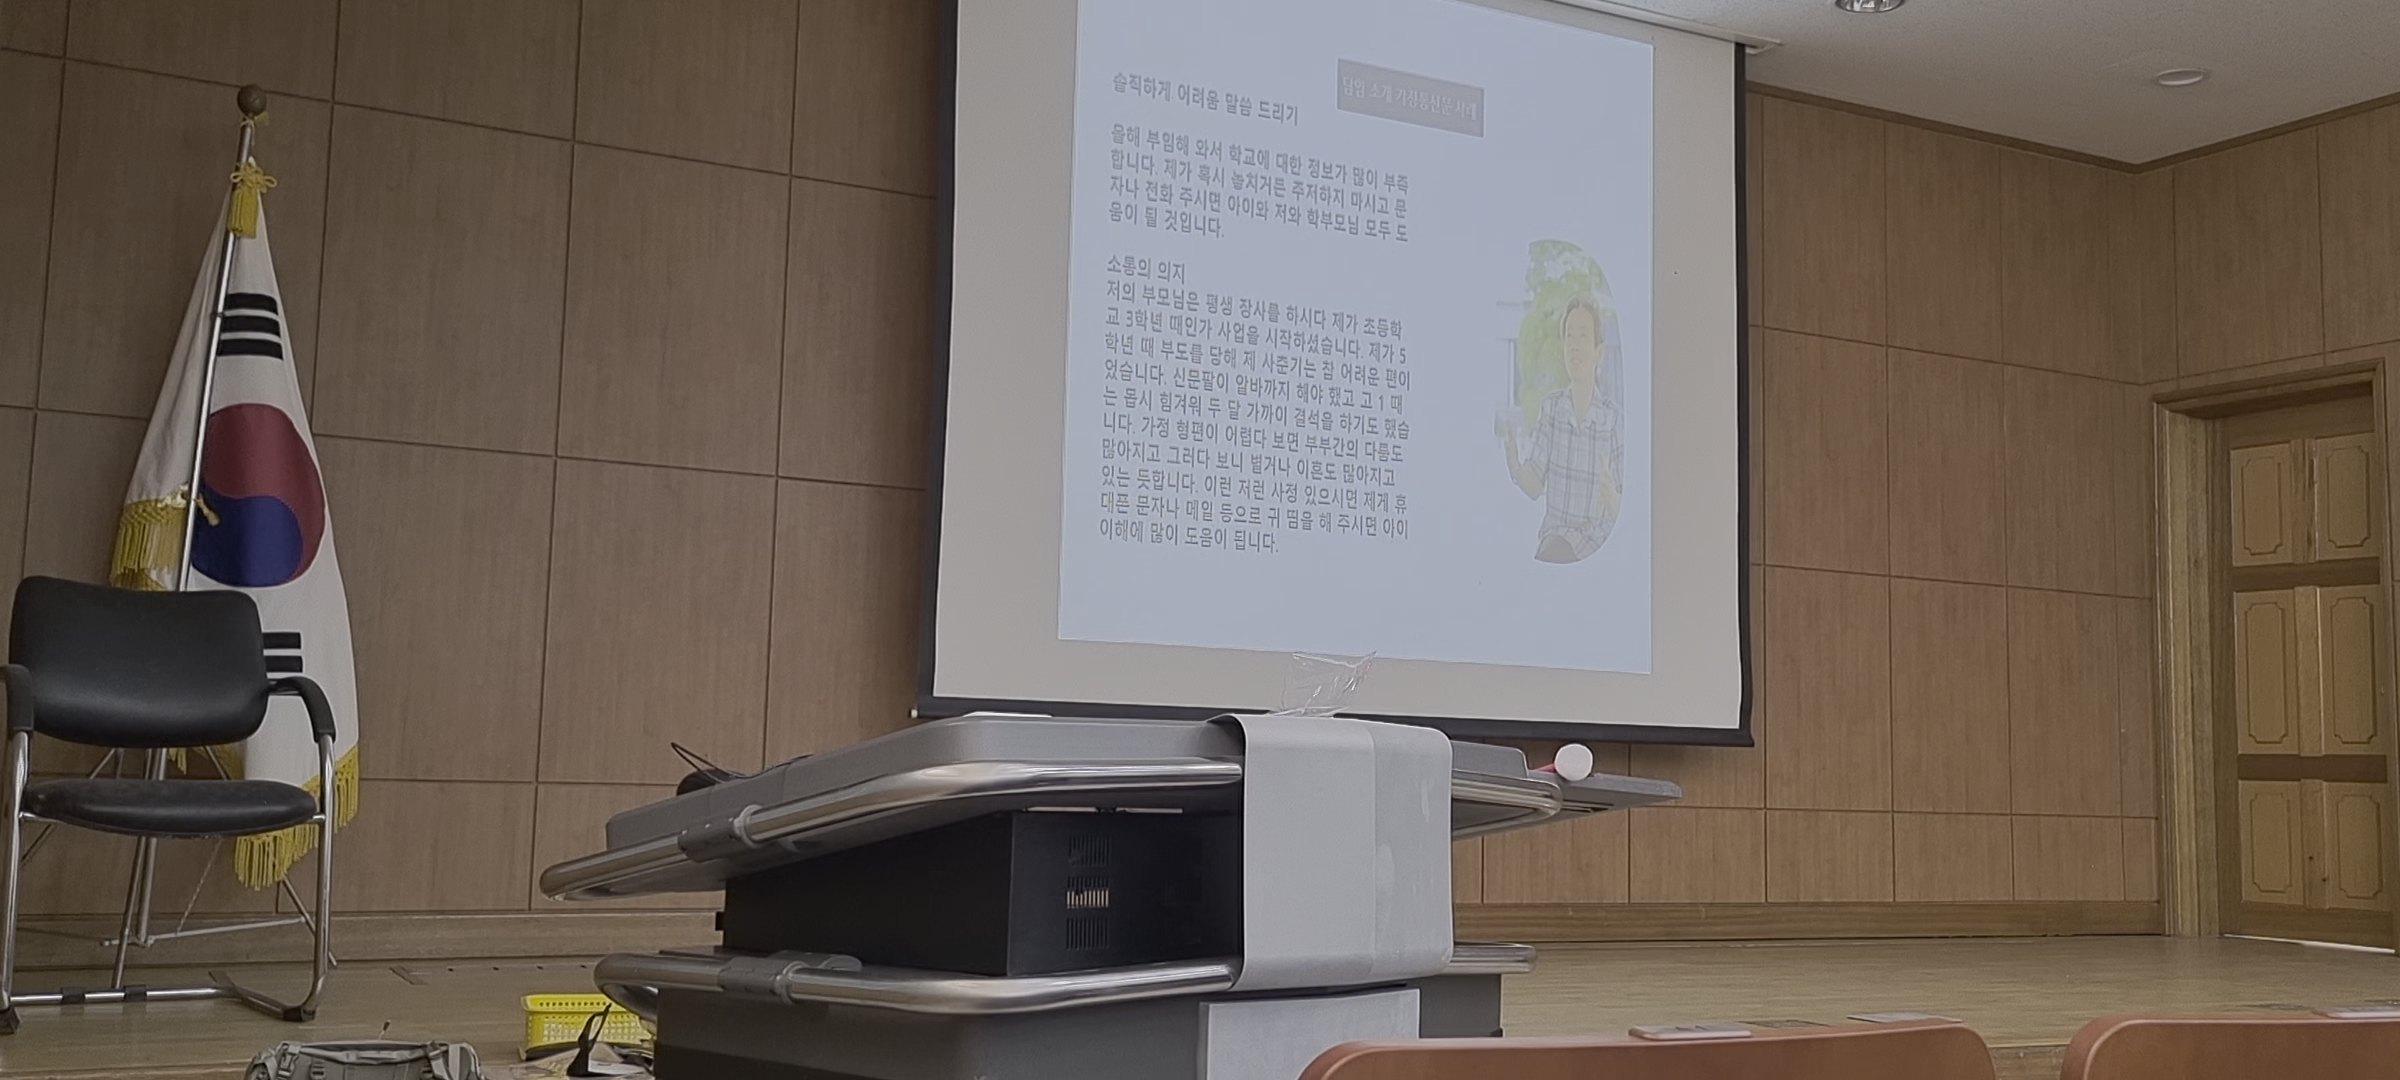 담임 소개 가정통신문 사례
솔직하게 어려움 말씀 드리기
올해 부임해 와서 학교에 대한 정보가 많이 부족
합니다. 제가 혹시 놓치거든 주저하지 마시고 문
자나 전화 주시면 아이와 저와 학부모님 모두 도
움이 될 것입니다.
소통의 의지
저의 부모님은 평생 장사를 하시다 제가 초등학
교 3학년 때인가 사업을 시작하셨습니다. 제가 5
학년 때 부도를 당해 제 사춘기는 참 어려운 편이
었습니다. 신문팔이 알바까지 해야 했고 고 1 때
는 몹시 힘겨워 두 달 가까이 결석을 하기도 했습
니다. 가정 형편이 어렵다 보면 부부간의 다툼도
많아지고 그러다 보니 별거나 이혼도 많아지고
있는 듯합니다. 이런 저런 사정 있으시면 제게 휴
대폰 문자나 메일 등으로 귀 띔을 해 주시면 아이
이해에 많이 도움이 됩니다.